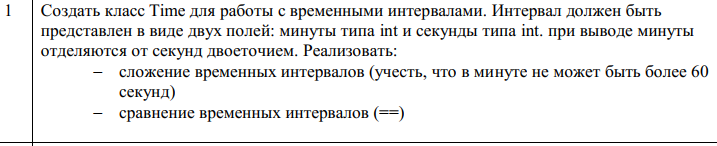 1 Создать класс Time для работы с временными интервалами. Интервал должен быть
представлен в виде двух полей: минуты типа int и секунды типа int. при выводе минуты
отделяются от секунд двоеточием. Реализовать:
– сложение временных интервалов (учесть, что в минуте не может быть более 60
секунд)
– сравнение временных интервалов (==)